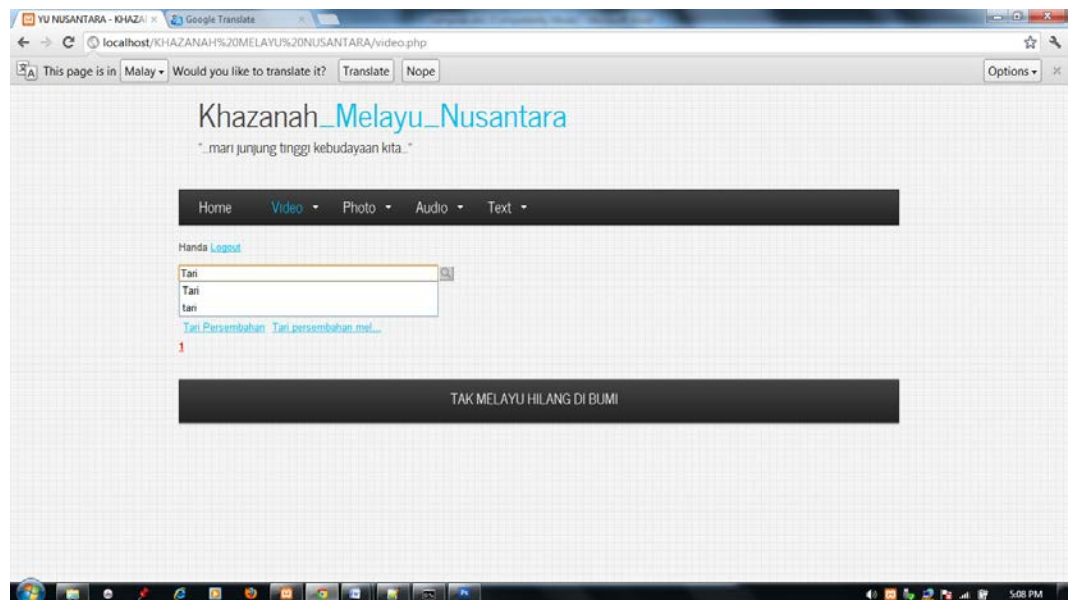 YU NUSANTARA - KHAZA
Google Translate
localhost/KHAZANAH%20MELAYU%20NUSANTARA/video.php
This page is in Malay Would you like to translate it? Translate Nope Options
Khazanah_Melayu_Nusantara
"...mari junjung tinggi kebudayaan kita..."
Home Video Photo Audio Text
Handa Logout
Tari
Tari
tari
Tari Persembahan Tari persembahan mel....
1
TAK MELAYU HILANG DI BUMI
5:08 PM